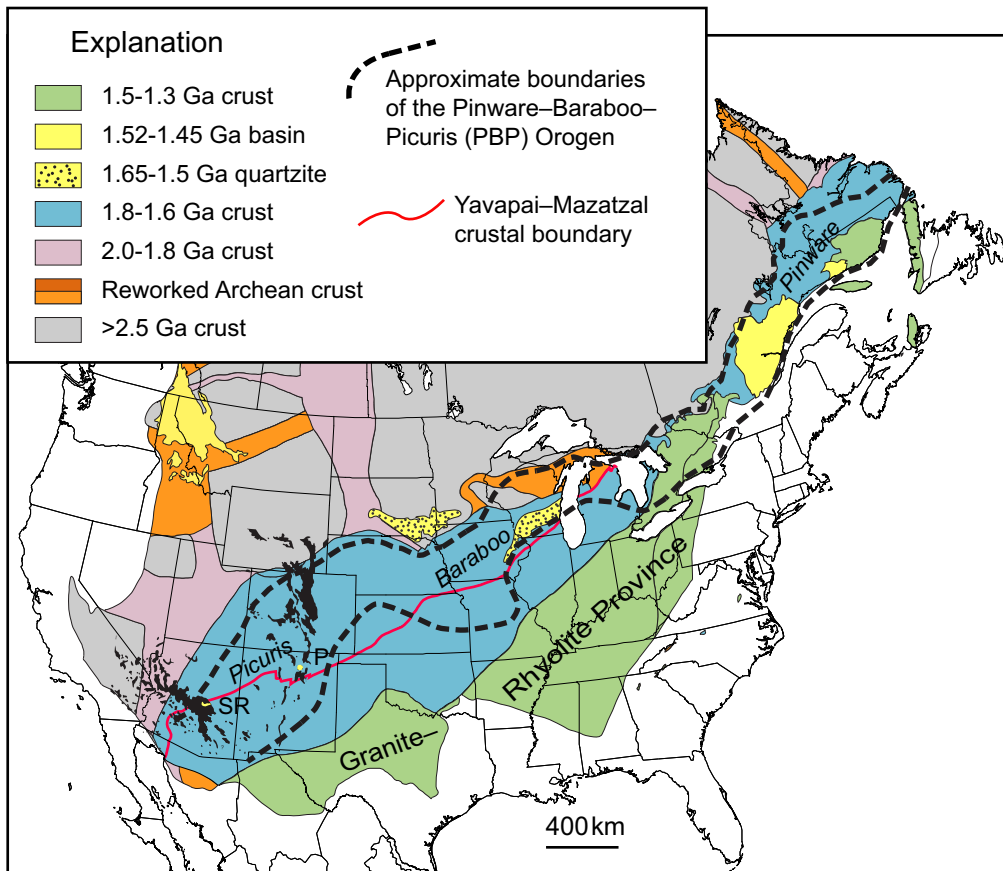 Explanation
1.5-1.3 Ga crust
1.52-1.45 Ga basin
1.65-1.5 Ga quartzite
1.8-1.6 Ga crust
2.0-1.8 Ga crust
Reworked Archean crust
>2.5 Ga crust
Approximate boundaries
of the Pinware–Baraboo–
Picuris (PBP) Orogen
Yavapai–Mazatzal
crustal boundary
Pinware
Baraboo
Picuris
P
SR
Rhyolite Province
Granite–
400 km